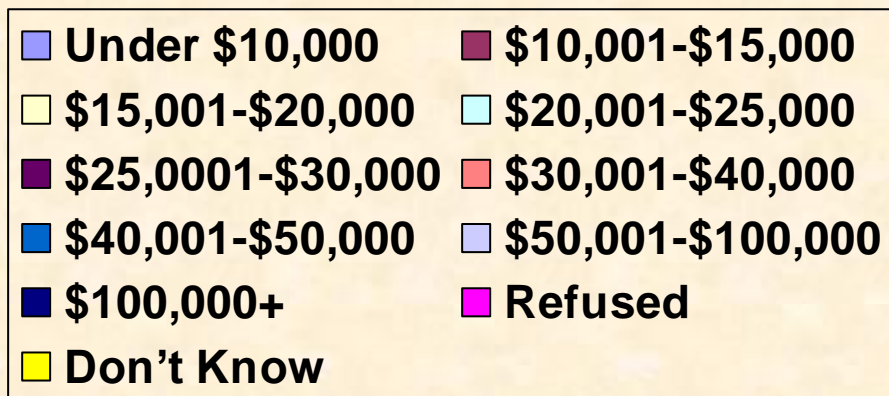 Under $10,000 $10,001-$15,000
$15,001-$20,000 $20,001-$25,000
$25,0001-$30,000 $30,001-$40,000
$40,001-$50,000 $50,001-$100,000
$100,000+ Refused
Don’t Know